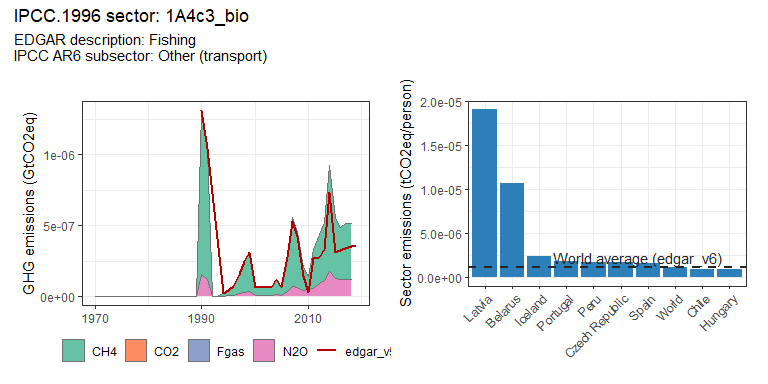 IPCC.1996 sector: 1A4c3_bio
EDGAR description: Fishing
IPCC AR6 subsector: Other (transport)
GHG emissions (GtCO2eq)
1e-06
5e-07
0e+00
1970
1990
2010
CH4
CO2
Fgas
N2O
Sector emissions (tCO2eq/person)
2.0e-05
1.5e-05
1.0e-05
5.0e-06
0.0e+00
World average (edgar_v6)
Latvia
Belarus
Iceland
Portugal
Peru
Czech Republic
Spain
World
Chile
Hungary